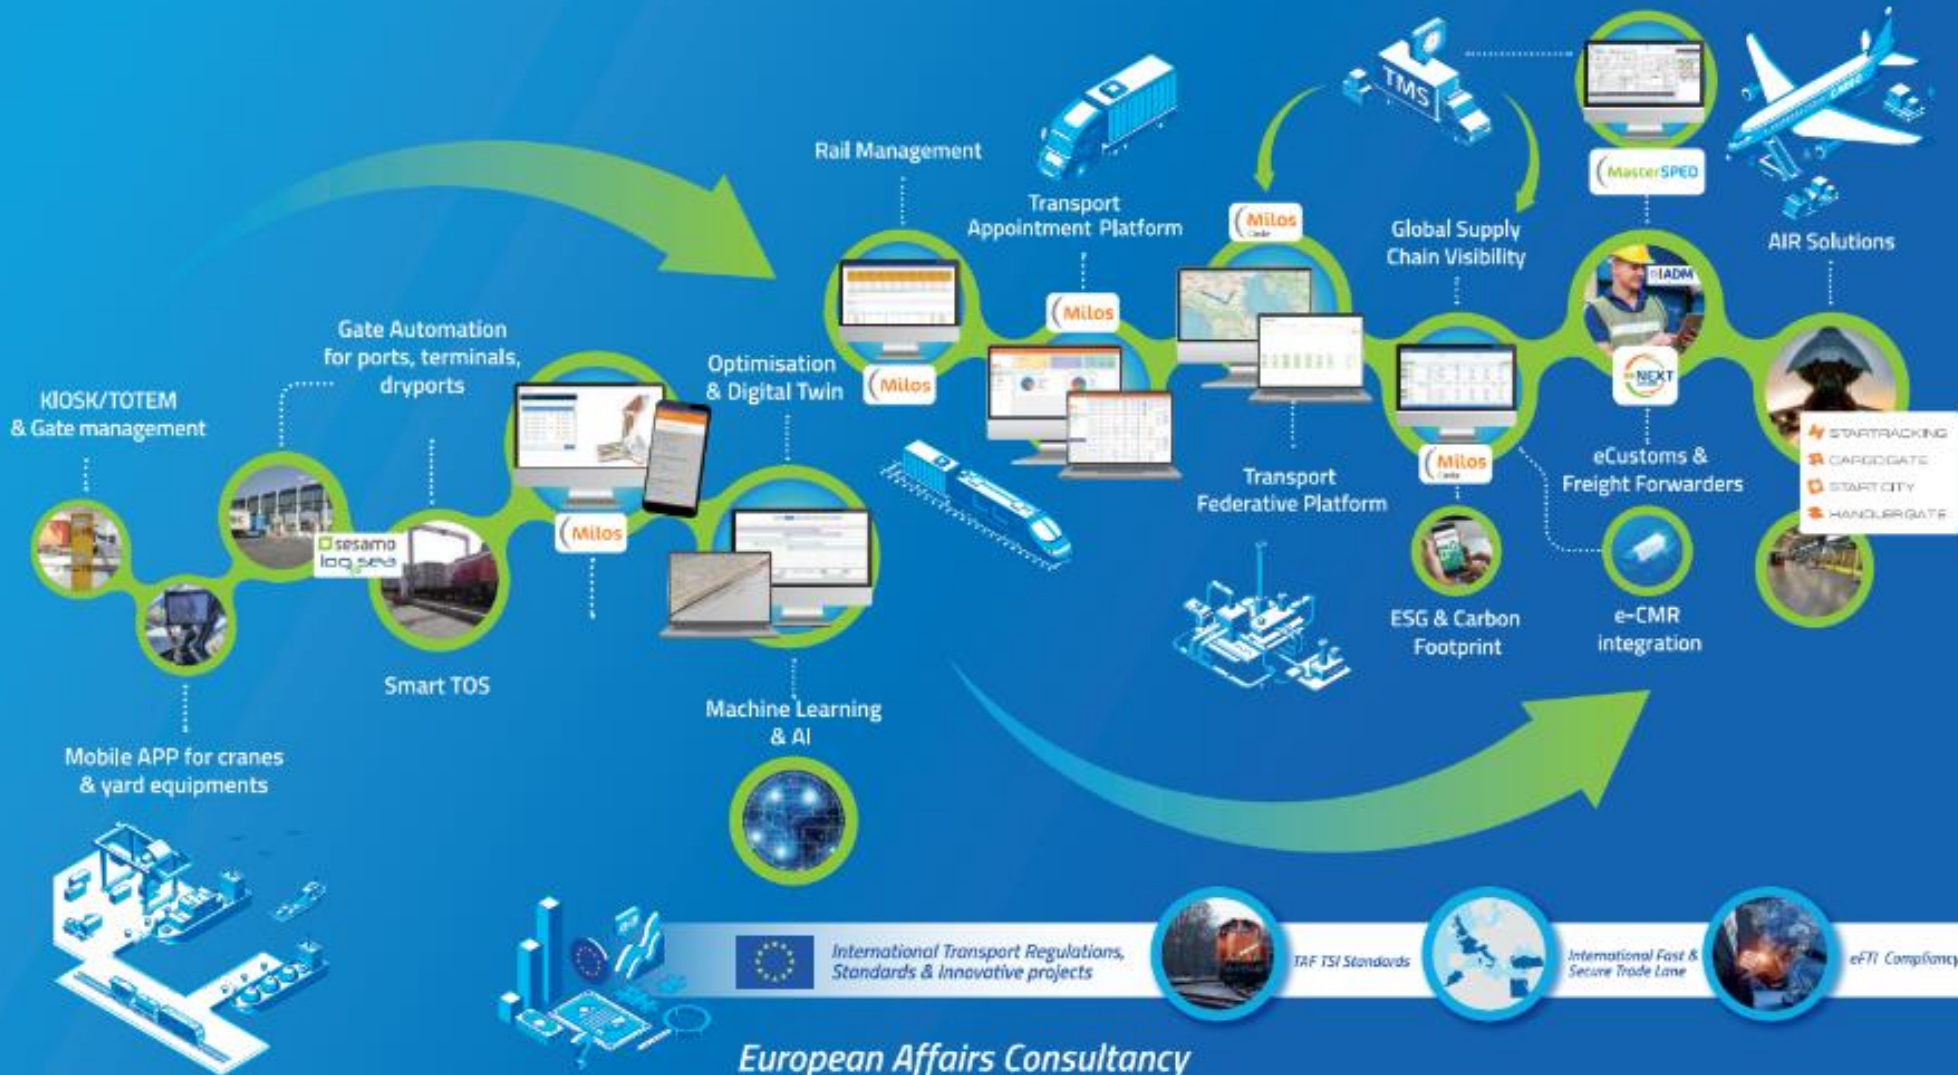 KIOSK/TOTEM
& Gate management
Mobile APP for cranes
& yard equipments
Gate Automation
for ports, terminals,
dryports
sesamo
log sea
Smart TOS
Milos
Optimisation
& Digital Twin
Machine Learning
& AI
Rail Management
Milos
Transport
Appointment Platform
Milos
TMS
Milos
Transport
Federative Platform
Global Supply
Chain Visibility
Milos
ESG & Carbon
Footprint
MasterSPED
NEXT
eCustoms &
Freight Forwarders
e-CMR
integration
CARGO
AIR Solutions
STARTRACKING
CARGOGATE
STARTCITY
HANDLERGATE
International Transport Regulations,
Standards & Innovative projects
TAF TSI Standards
International Fast &
Secure Trade Lane
eFTI Compliancy
European Affairs Consultancy